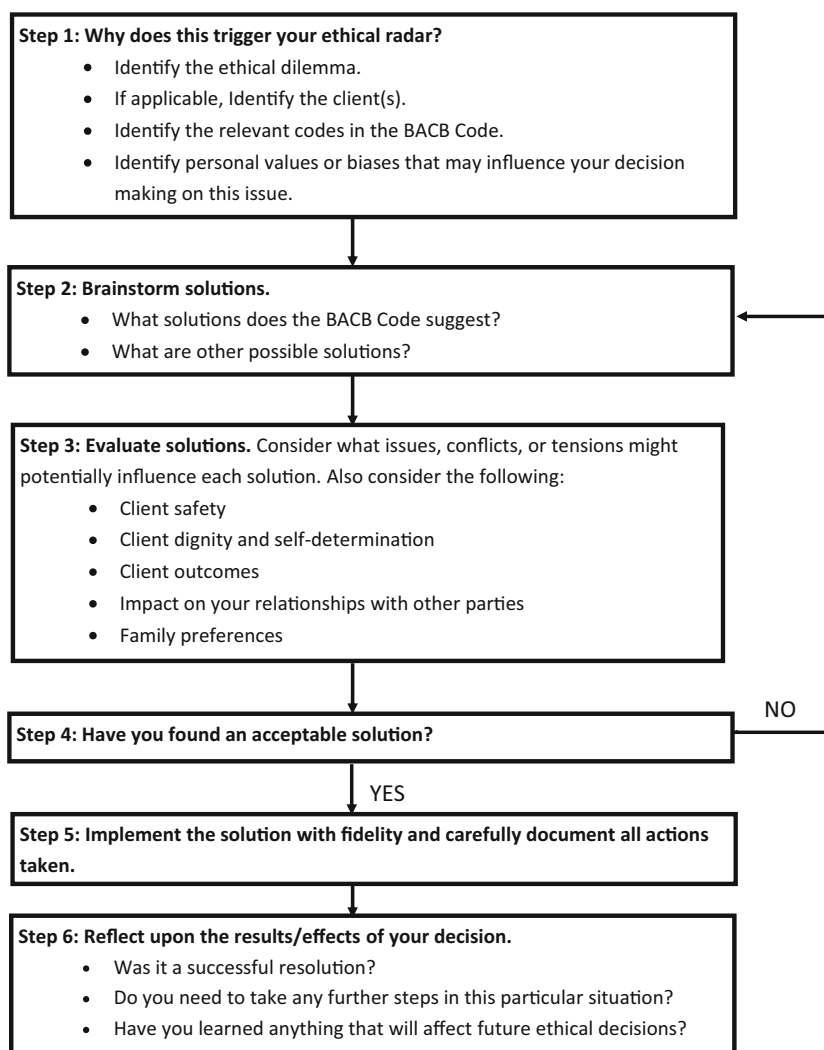 Step 1: Why does this trigger your ethical radar?
• Identify the ethical dilemma.
• If applicable, Identify the client(s).
• Identify the relevant codes in the BACB Code.
• Identify personal values or biases that may influence your decision
making on this issue.
Step 2: Brainstorm solutions.
• What solutions does the BACB Code suggest?
• What are other possible solutions?
Step 3: Evaluate solutions. Consider what issues, conflicts, or tensions might
potentially influence each solution. Also consider the following:
• Client safety
• Client dignity and self-determination
• Client outcomes
• Impact on your relationships with other parties
• Family preferences
Step 4: Have you found an acceptable solution?
NO
YES
Step 5: Implement the solution with fidelity and carefully document all actions
taken.
Step 6: Reflect upon the results/effects of your decision.
• Was it a successful resolution?
• Do you need to take any further steps in this particular situation?
• Have you learned anything that will affect future ethical decisions?